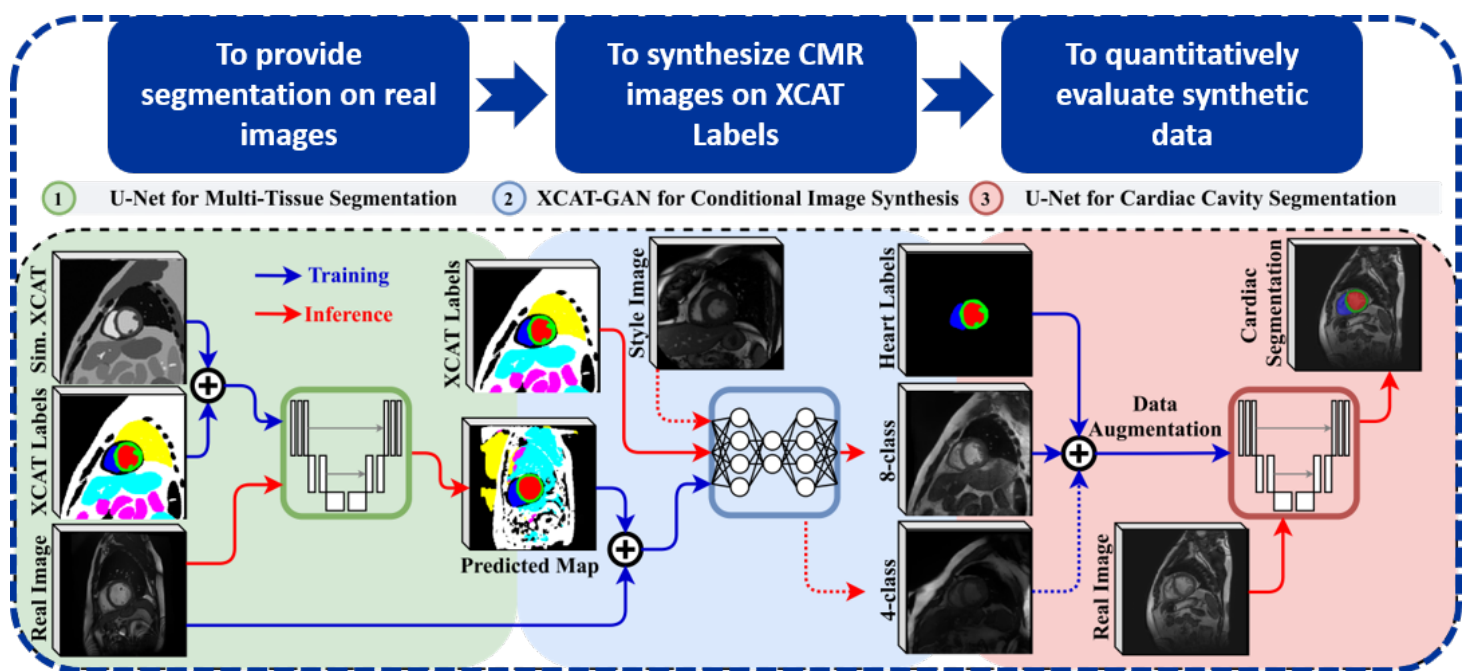 To provide
segmentation on real
images
To synthesize CMR
images on XCAT
Labels
To quantitatively
evaluate synthetic
data
1 U-Net for Multi-Tissue Segmentation
2 XCAT-GAN for Conditional Image Synthesis
3 U-Net for Cardiac Cavity Segmentation
Sim. XCAT
Training
Inference
XCAT Labels
Real Image
XCAT Labels
Predicted Map
Style Image
Heart Labels
8-class
4-class
Data
Augmentation
Real Image
Cardiac
Segmentation